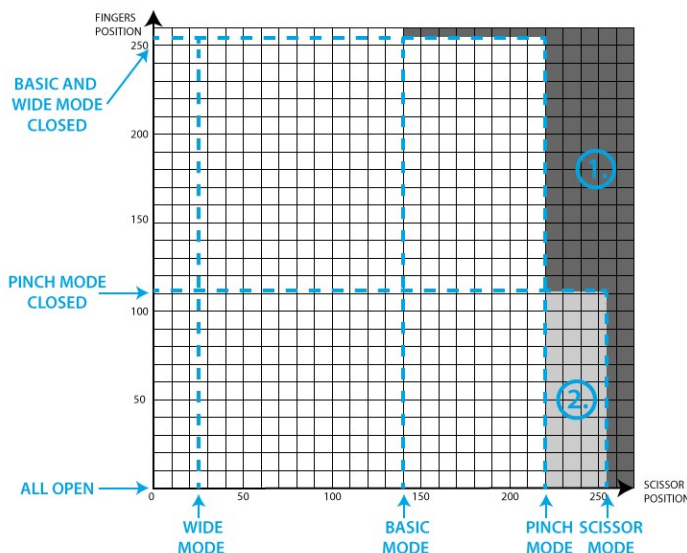 FINGERS
POSITION
250
BASIC AND
WIDE MODE
CLOSED
200
1.
150
PINCH MODE
CLOSED
100
2.
50
ALL OPEN
0
50
100
150
200
250
SCISSOR
POSITION
WIDE
MODE
BASIC
MODE
PINCH
MODE
SCISSOR
MODE